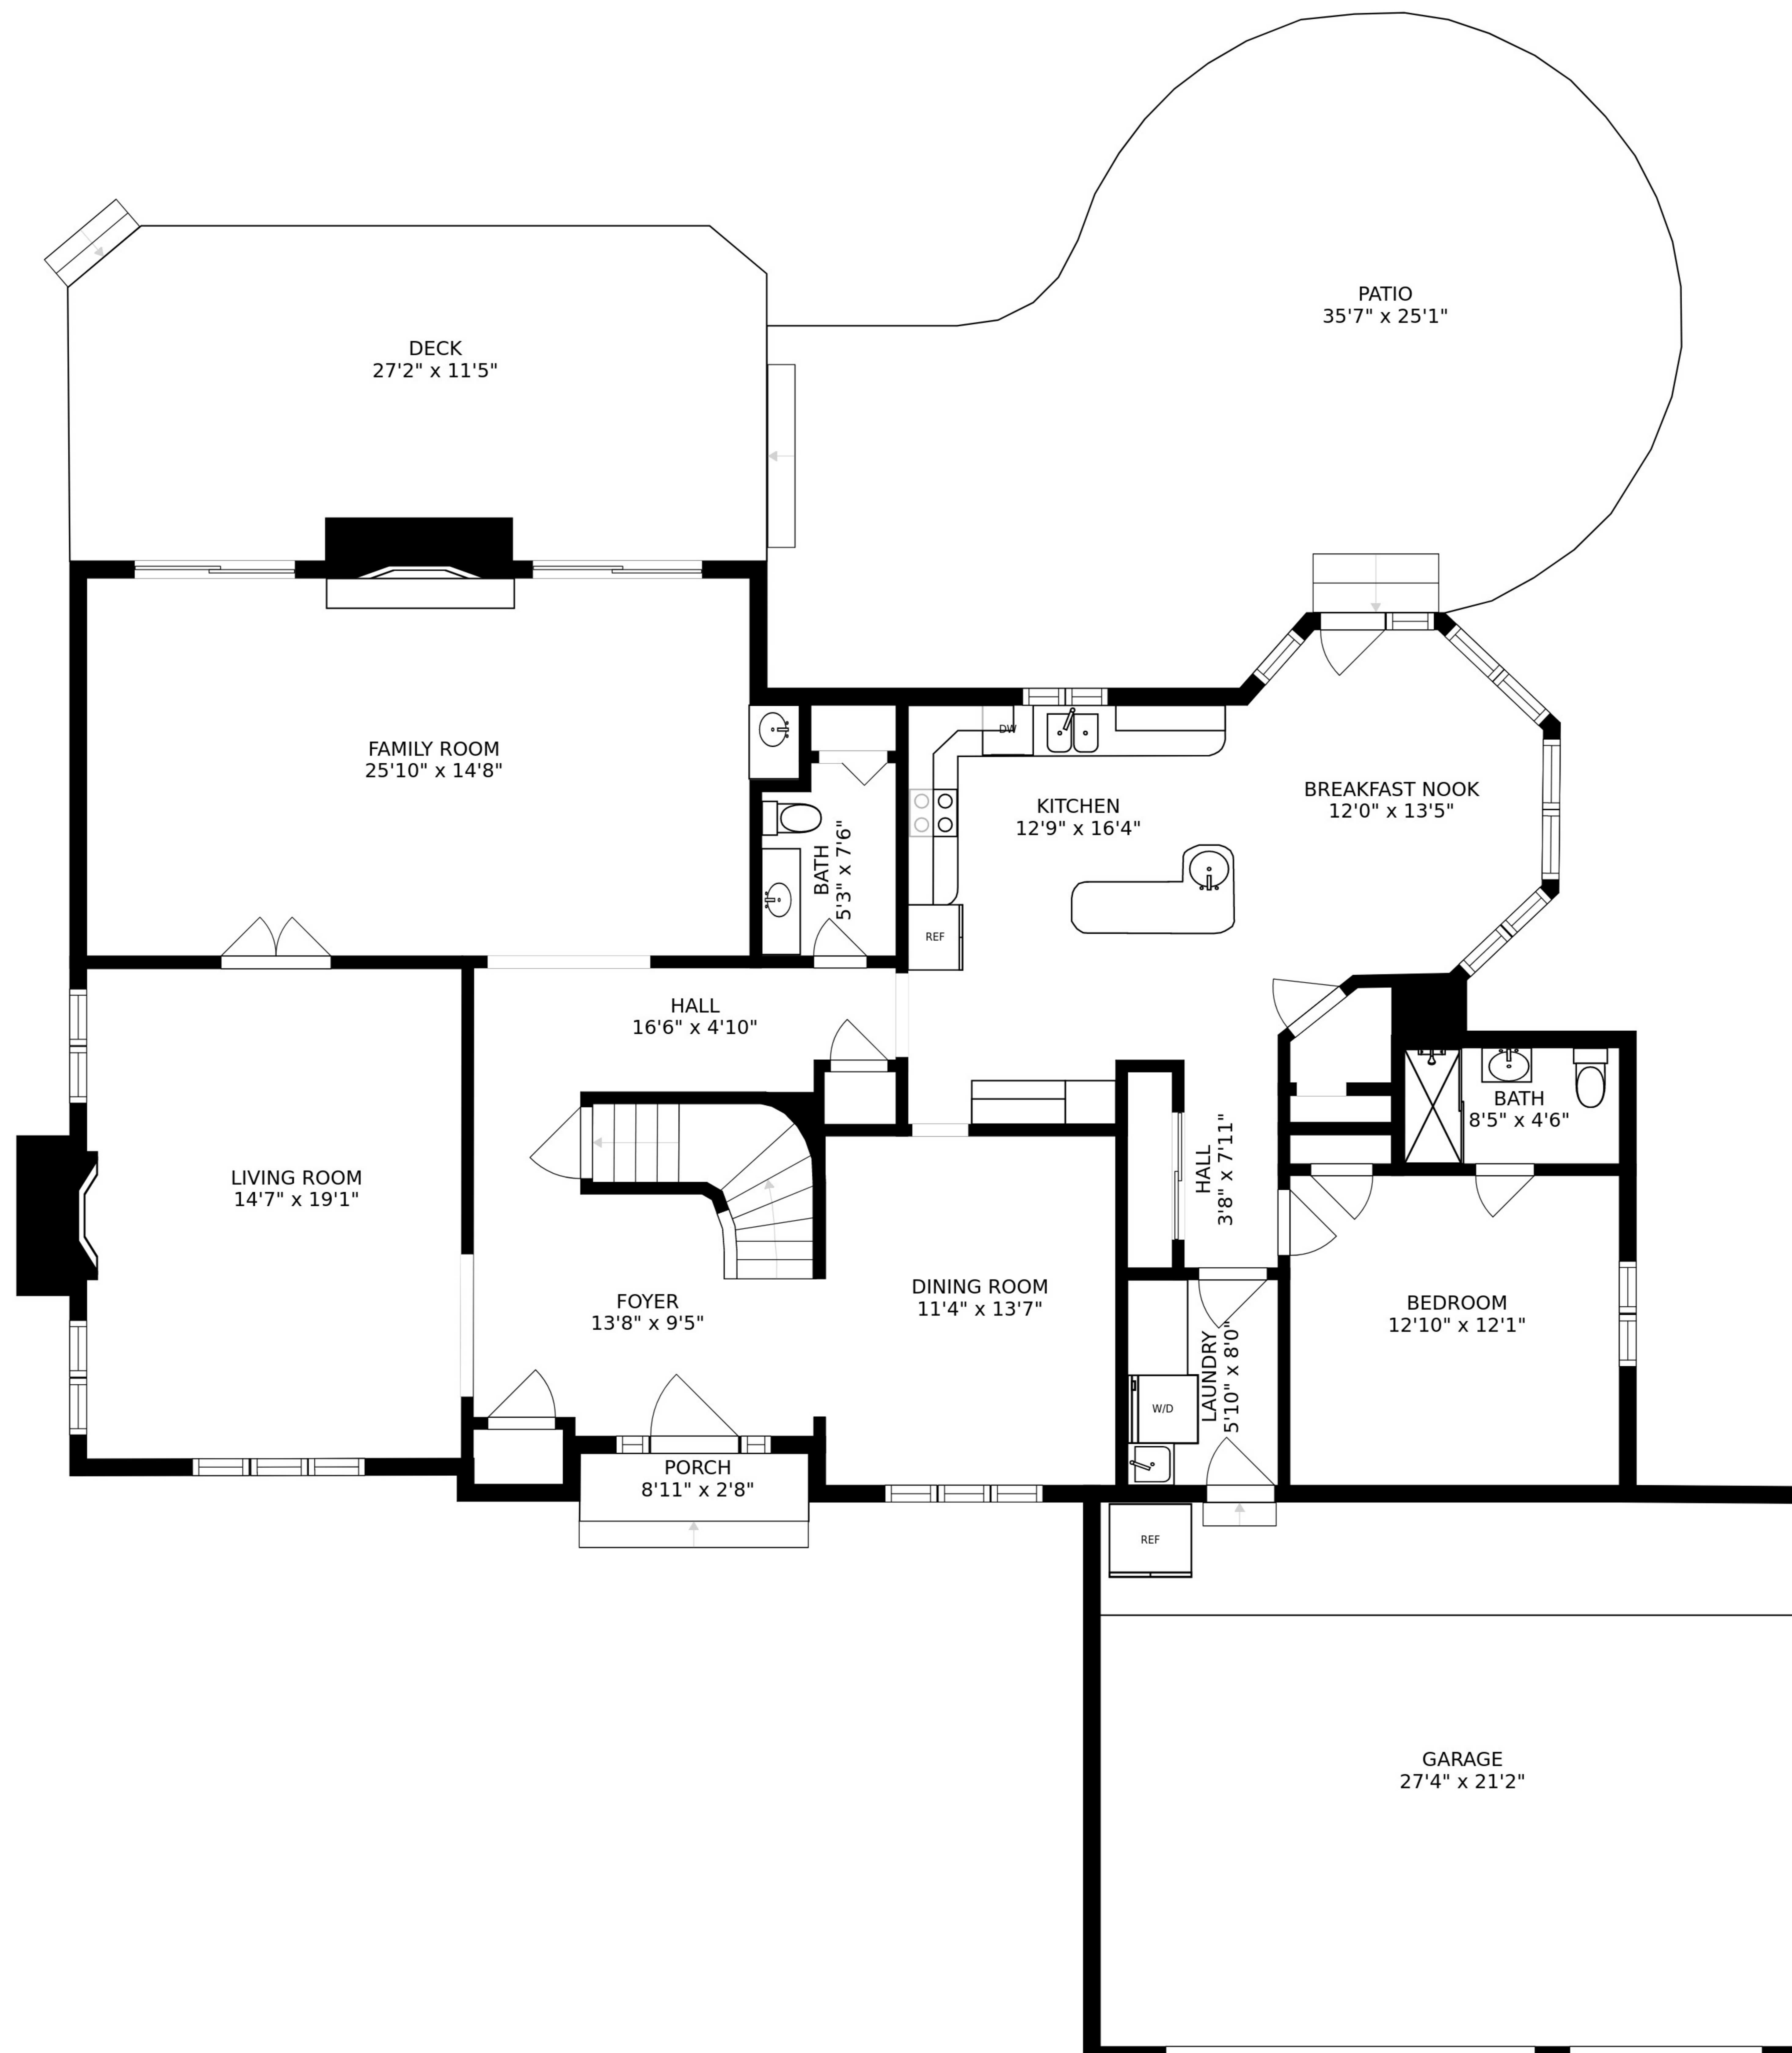 PATIO
35'7" x 25'1"
DECK
27'2" x 11'5"
FAMILY ROOM
25'10" x 14'8"
DW
KITCHEN
12'9" x 16'4"
BREAKFAST NOOK
12'0" x 13'5"
BATH
5'3" x 7'6"
REF
HALL
16'6" x 4'10"
BATH
8'5" x 4'6"
HALL
3'8" x 7'11"
LIVING ROOM
14'7" x 19'1"
FOYER
13'8" x 9'5"
DINING ROOM
11'4" x 13'7"
BEDROOM
12'10" x 12'1"
LAUNDRY
5'10" x 8'0"
W/D
PORCH
8'11" x 2'8"
REF
GARAGE
27'4" x 21'2"